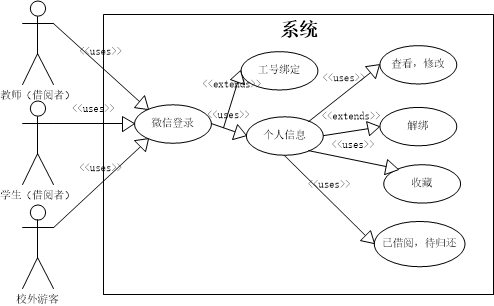 系统
<<uses>>
<<extends>>
工号绑定
<<uses>>
查看，修改
教师（借阅者）
<<uses>>
微信登录
<<uses>>
个人信息
<<extends>>
解绑
<<uses>>
<<uses>>
收藏
学生（借阅者）
<<uses>>
已借阅，待归还
校外游客